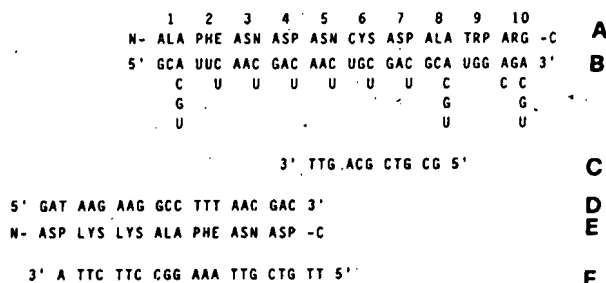 1 2 3 4 5 6 7 8 9 10
N- ALA PHE ASN ASP ASN CYS ASP ALA TRP ARG -C A
5' GCA UUC AAC GAC AAC UGC GAC GCA UGG AGA 3' B
C U U U U U U C C C
G G G
U U U
3' TTG ACG CTG CG 5' C
5' GAT AAG AAG GCC TTT AAC GAC 3' D
N- ASP LYS LYS ALA PHE ASN ASP -C E
3' A TTC TTC CGG AAA TTG CTG TT 5' F